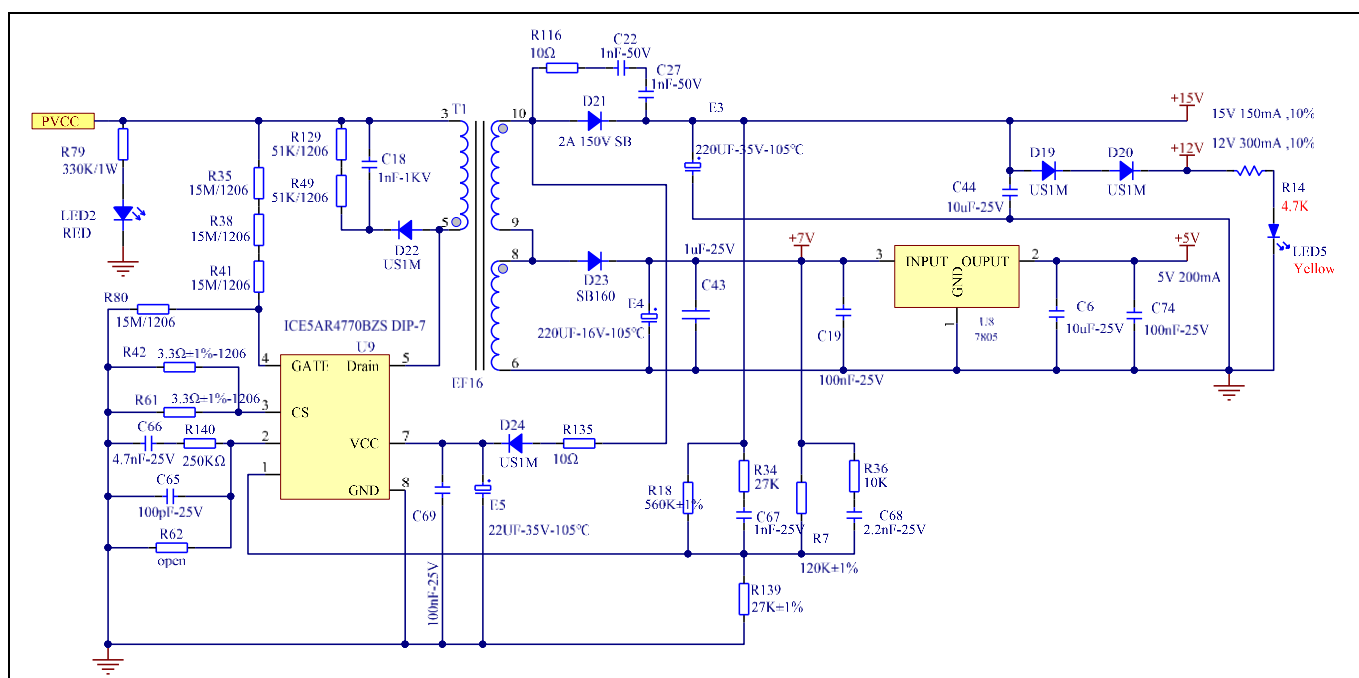 R116
10Ω
C22
1nF-50V
C27
1nF-50V
PVCC
R79
330K/1W
LED2
RED
R35
15M/1206
R38
15M/1206
R41
15M/1206
R80
15M/1206
R129
51K/1206
R49
51K/1206
C18
1nF-1KV
D22
US1M
T1
3
5
10
9
8
6
EF16
D21
2A 150V SB
E3
220UF-35V-105℃
+15V
15V 150mA ,10%
+12V
12V 300mA ,10%
D19
US1M
D20
US1M
C44
10uF-25V
R14
4.7K
LED5
Yellow
D23
SB160
E4
220UF-16V-105℃
1uF-25V
C43
+7V
C19
100nF-25V
3
INPUT
OUPUT
GND
2
1
U8
7805
+5V
5V 200mA
C6
10uF-25V
C74
100nF-25V
ICE5AR4770BZS DIP-7
U9
4
GATE
Drain
5
3
CS
2
VCC
7
1
GND
8
R42
3.3Ω±1%-1206
R61
3.3Ω±1%-1206
C66
4.7nF-25V
R140
250KΩ
C65
100pF-25V
R62
open
D24
US1M
R135
10Ω
C69
100nF-25V
E5
22UF-35V-105℃
R18
560K±1%
R34
27K
C67
1nF-25V
R7
120K±1%
R36
10K
C68
2.2nF-25V
R139
27K±1%